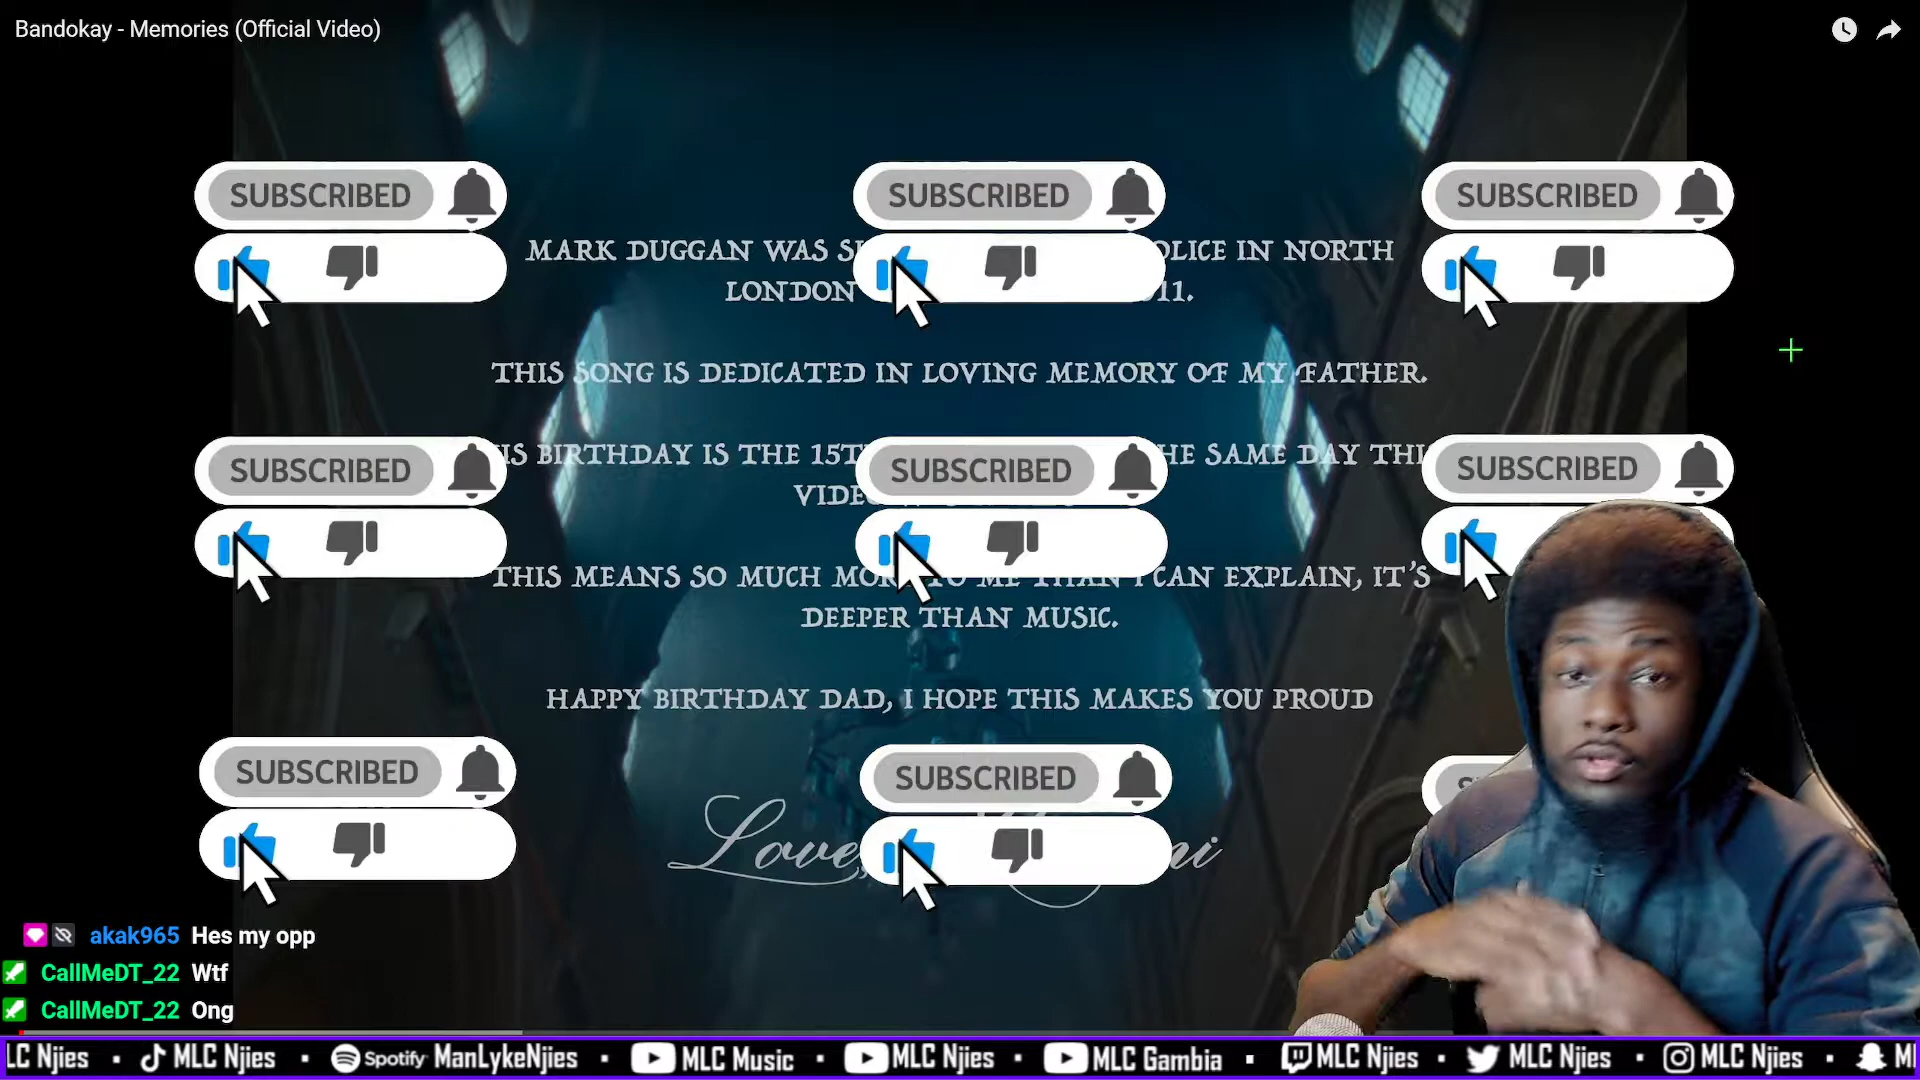 Bandokay - Memories (Official Video)
SUBSCRIBED
SUBSCRIBED
SUBSCRIBED
MARK DUGGAN WAS OLICE IN NORTH
LONDON 11.
THIS SONG IS DEDICATED IN LOVING MEMORY OF MY FATHER.
SUBSCRIBED
SUBSCRIBED
SUBSCRIBED
IS BIRTHDAY IS THE 15T HE SAME DAY THI
VIDE
THIS MEANS SO MUCH MO TO ME THAN I CAN EXPLAIN, IT'S
DEEPER THAN MUSIC.
HAPPY BIRTHDAY DAD, I HOPE THIS MAKES YOU PROUD
SUBSCRIBED
SUBSCRIBED
Love,
akak965 Hes my opp
CallMeDT_22 Wtf
CallMeDT_22 Ong
LC Njies · MLC Njies · Spotify ManLykeNjies · MLC Music · MLC Njies · MLC Gambia · MLC Njies · MLC Njies · MLC Njies ·